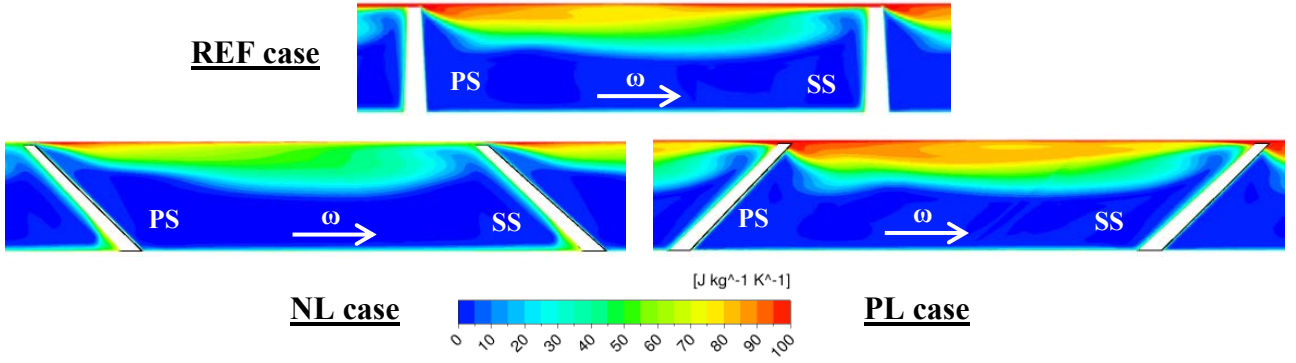 REF case
PS
ω
SS
PS
ω
SS
PS
ω
SS
[J kg^-1 K^-1]
NL case
PL case
0 10 20 30 40 50 60 70 80 90 100